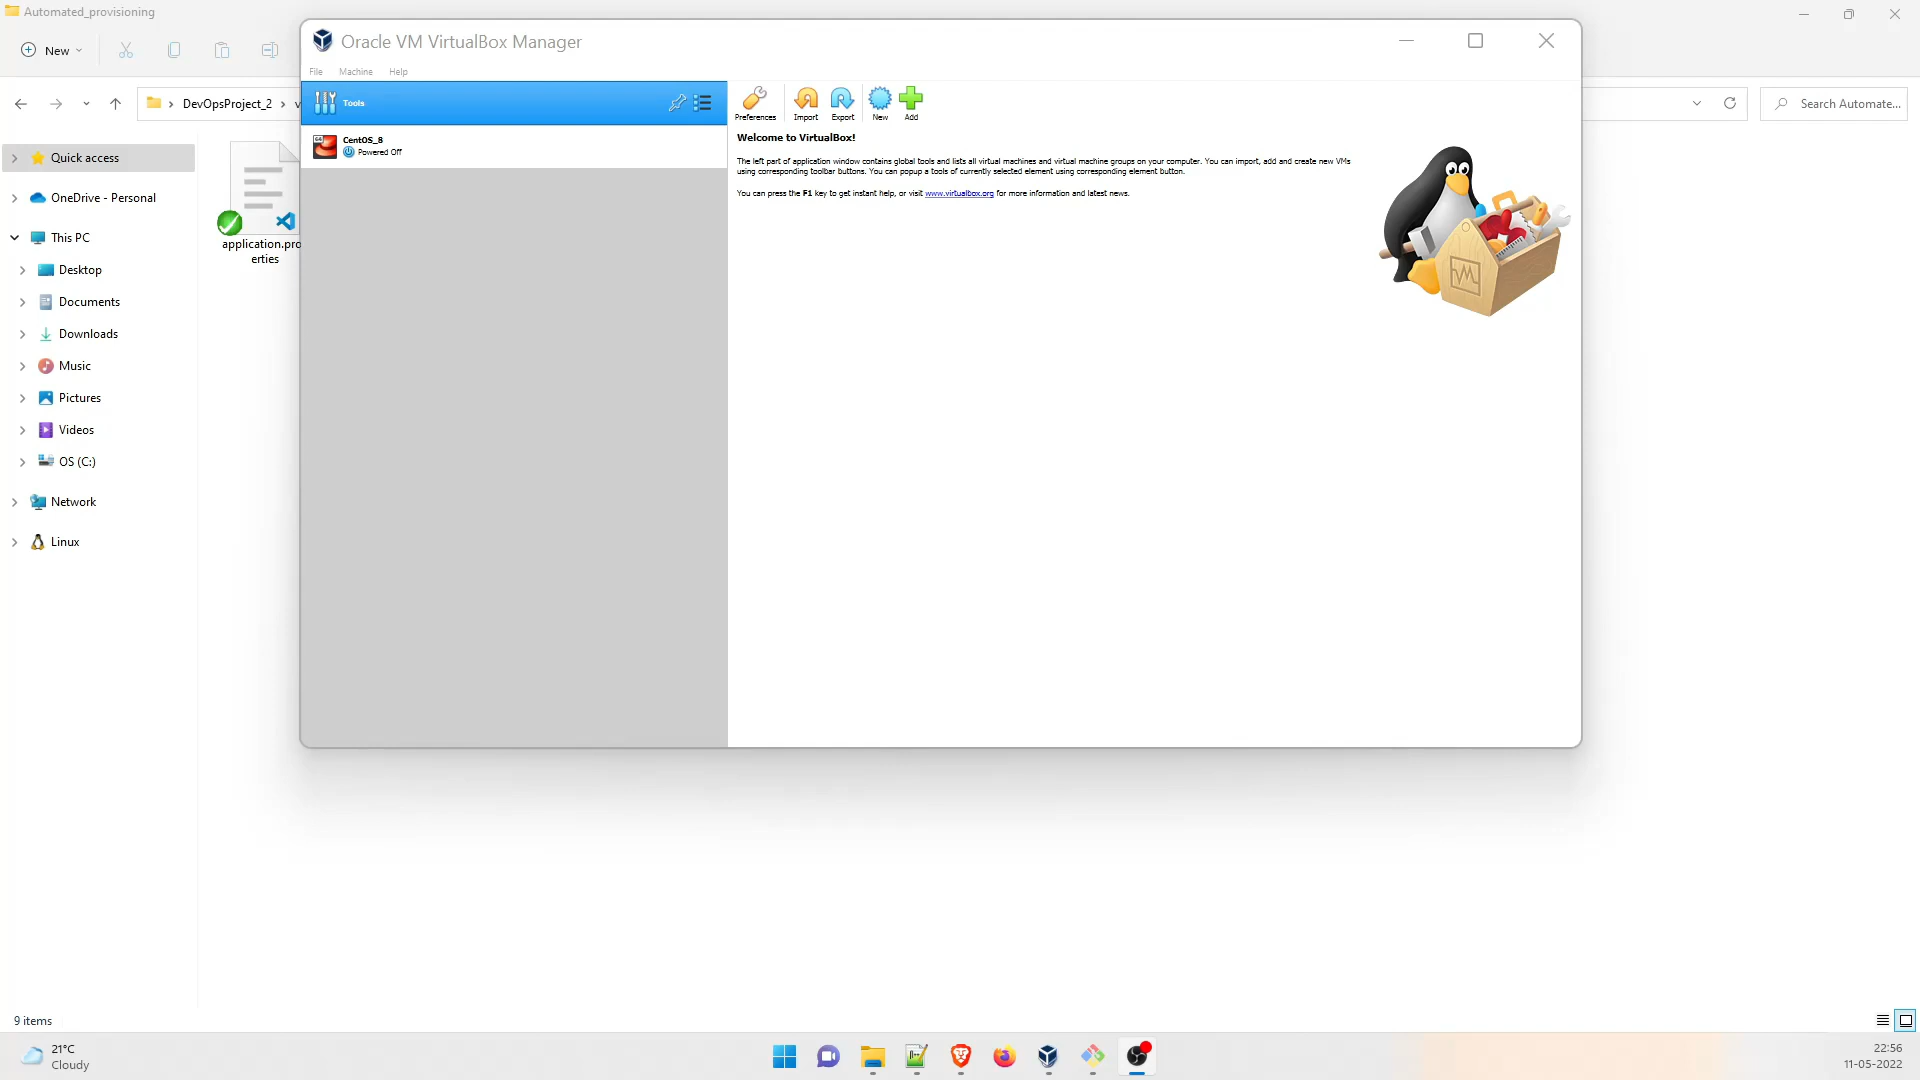 Automated_provisioning
New
DevOpsProject_2
Search Automate...
Quick access
OneDrive - Personal
This PC
Desktop
Documents
Downloads
Music
Pictures
Videos
OS (C:)
Network
Linux
application.pro
erties
Oracle VM VirtualBox Manager
File Machine Help
Tools
CentOS_8
Powered Off
Preferences Import Export New Add
Welcome to VirtualBox!
The left part of application window contains global tools and lists all virtual machines and virtual machine groups on your computer. You can import, add and create new VMs
using corresponding toolbar buttons. You can popup a tools of currently selected element using corresponding element button.
You can press the F1 key to get instant help, or visit www.virtualbox.org for more information and latest news.
9 items
21°C
Cloudy
22:56
11-05-2022